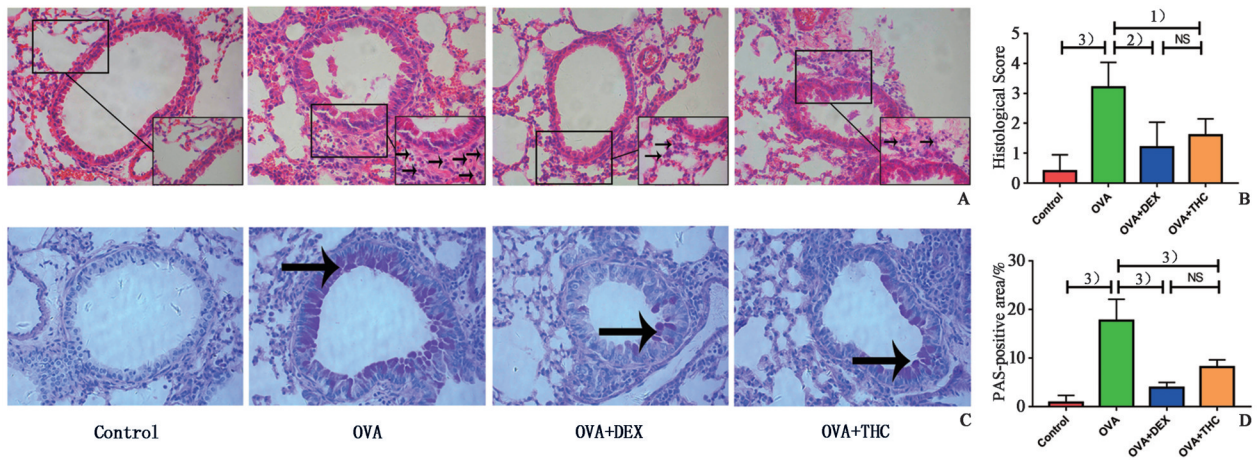 A
C
Control OVA OVA+DEX OVA+THC
1)
3) 2) NS
Histological Score
5
4
3
2
1
0
Control OVA OVA+DEX OVA+THC
B
3)
3) 3) NS
PAS-positive area/%
30
20
10
0
Control OVA OVA+DEX OVA+THC
D